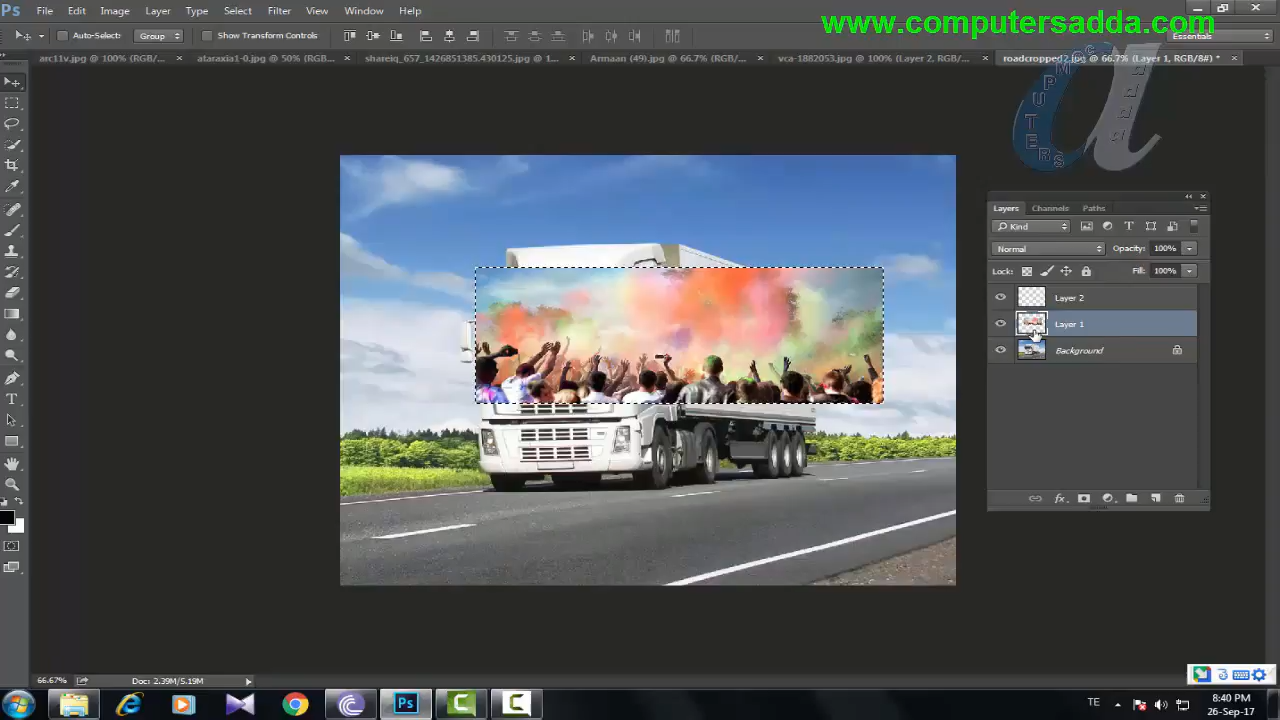 Ps File Edit Image Layer Type Select Filter View Window Help
www.computersadda.com
Auto-Select: Group Show Transform Controls Essentials
arc11v.jpg @ 100% (RGB/... × ataraxia1-0.jpg @ 50% (RGB/... × shareiq_657_1426851385.430125.jpg @ 1... × Armaan (49).jpg @ 66.7% (RGB/... × vca-1882053.jpg @ 100% (Layer 2, RGB/... × roadcropped2.jpg @ 66.7% (Layer 1, RGB/8#) * ×
Layers Channels Paths
Kind
Normal Opacity: 100%
Lock: Fill: 100%
Layer 2
Layer 1
Background
66.67% Doc: 2.39M/5.19M
TE 8:40 PM
26-Sep-17